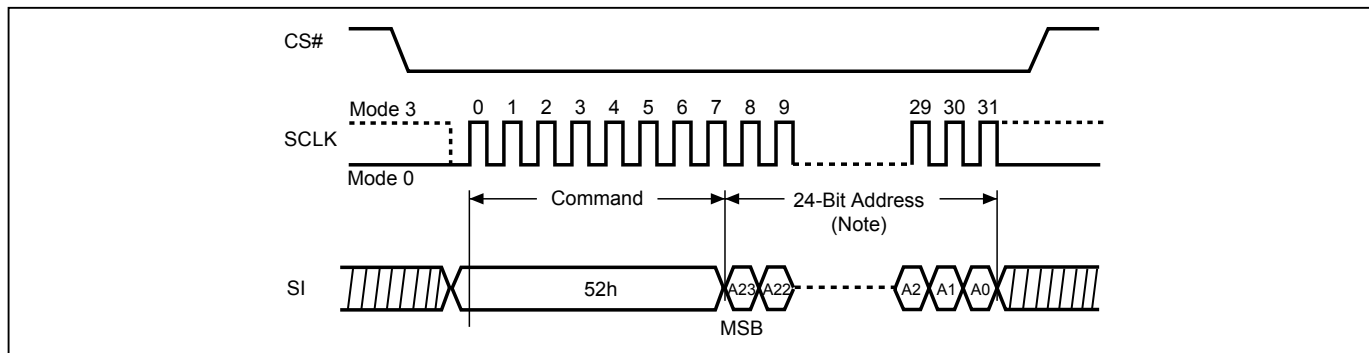 CS#
Mode 3
0 1 2 3 4 5 6 7 8 9 29 30 31
SCLK
Mode 0
Command
24-Bit Address
(Note)
SI
52h
A23 A22 A2 A1 A0
MSB